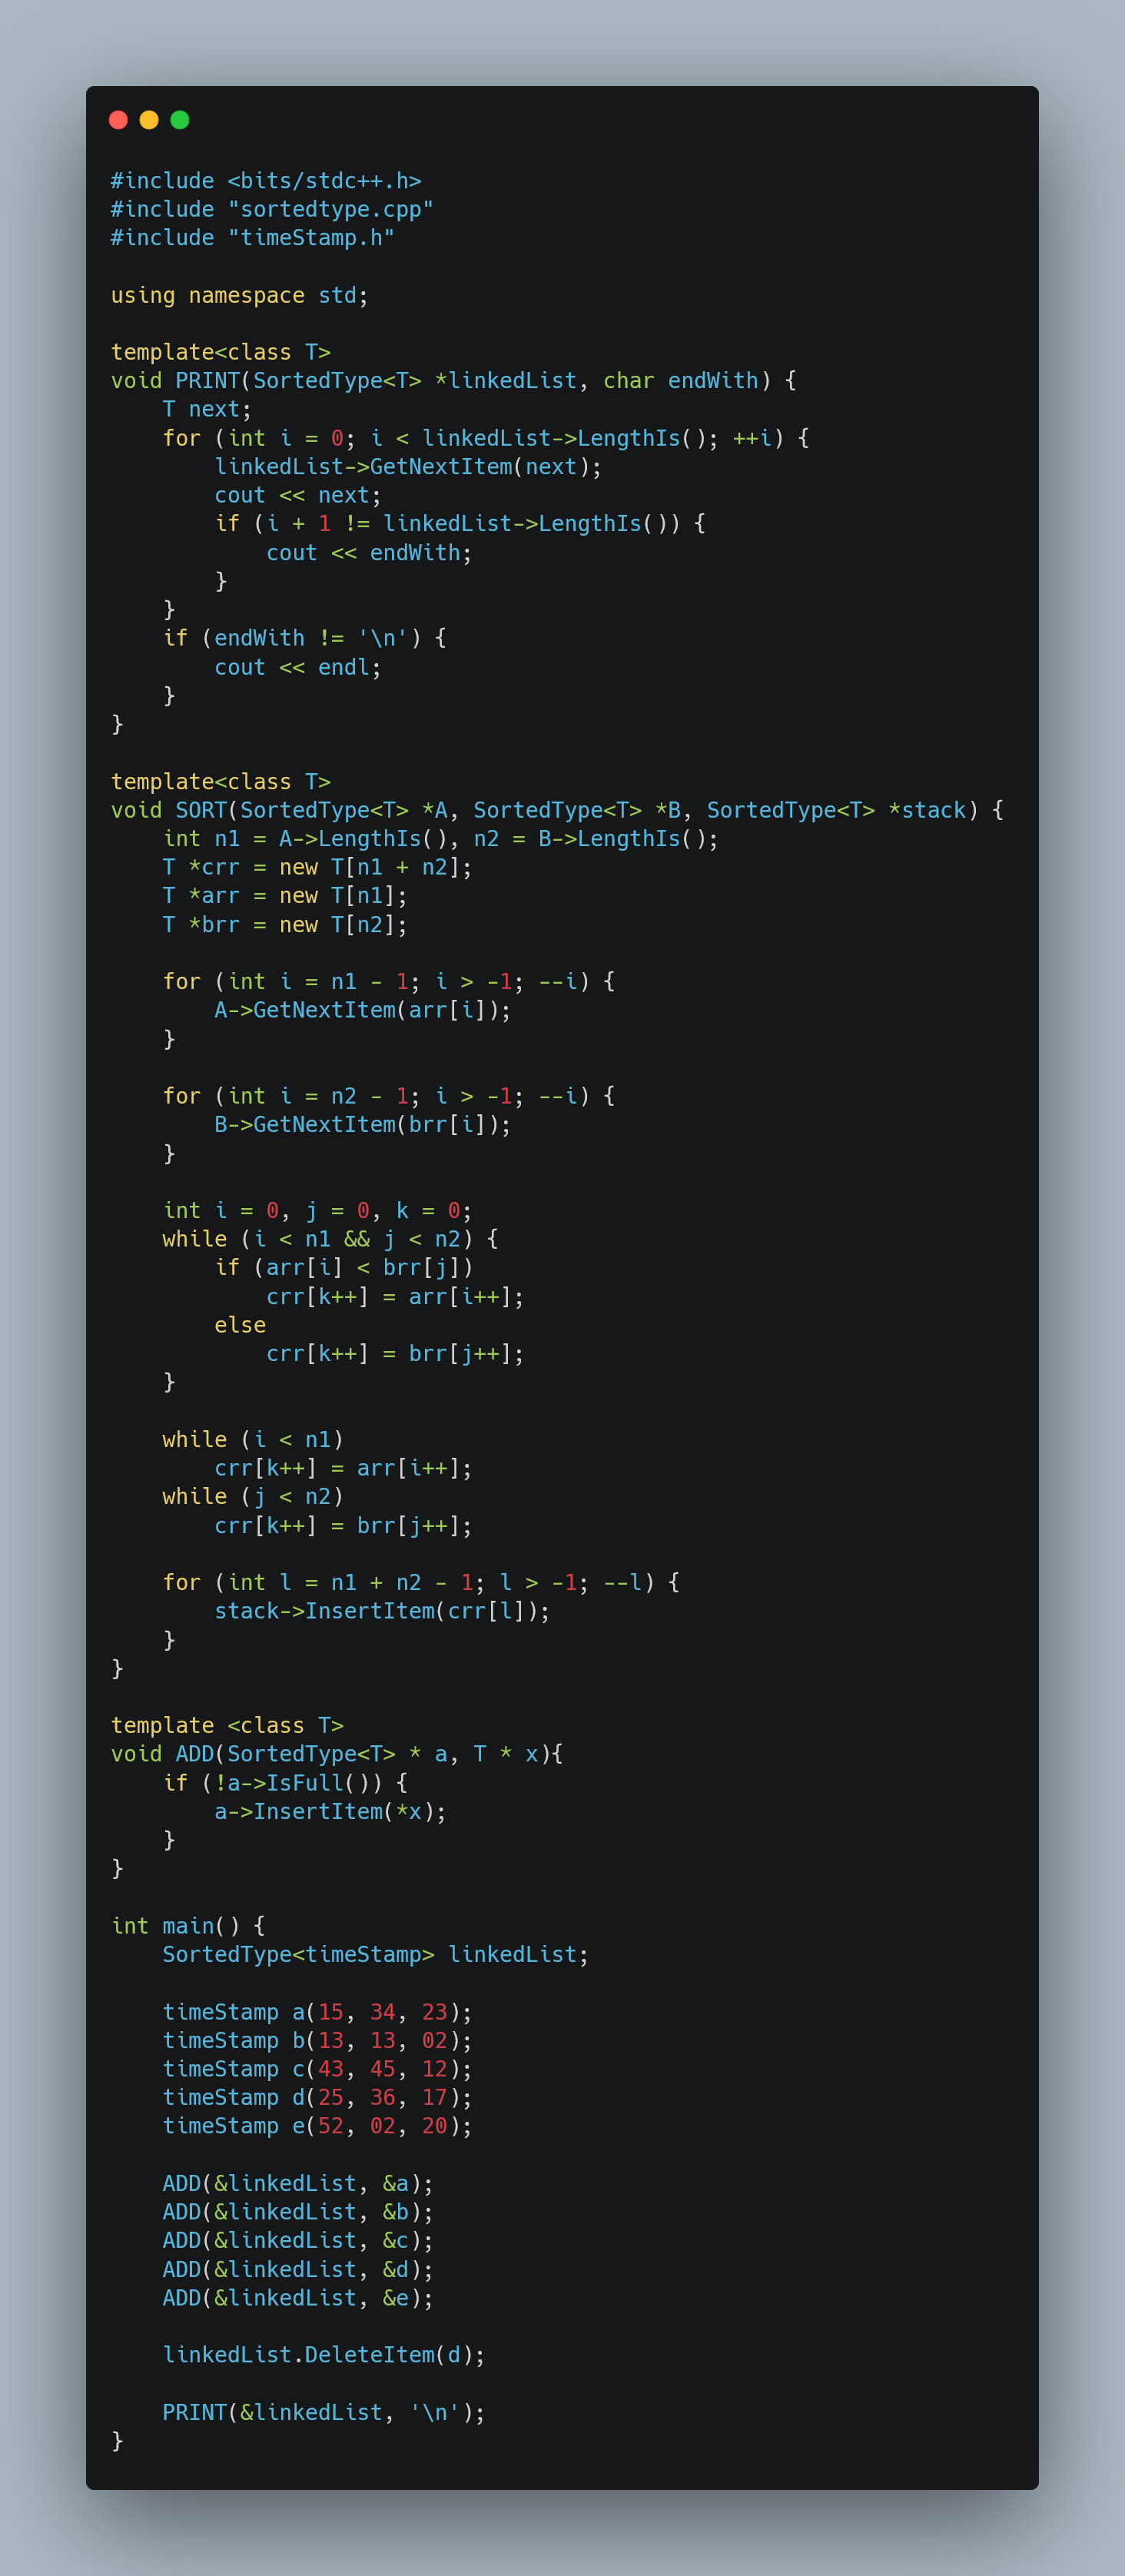 #include <bits/stdc++.h>
#include "sortedtype.cpp"
#include "timeStamp.h"

using namespace std;

template<class T>
void PRINT(SortedType<T> *linkedList, char endWith) {
    T next;
    for (int i = 0; i < linkedList->LengthIs(); ++i) {
        linkedList->GetNextItem(next);
        cout << next;
        if (i + 1 != linkedList->LengthIs()) {
            cout << endWith;
        }
    }
    if (endWith != '\n') {
        cout << endl;
    }
}

template<class T>
void SORT(SortedType<T> *A, SortedType<T> *B, SortedType<T> *stack) {
    int n1 = A->LengthIs(), n2 = B->LengthIs();
    T *crr = new T[n1 + n2];
    T *arr = new T[n1];
    T *brr = new T[n2];

    for (int i = n1 - 1; i > -1; --i) {
        A->GetNextItem(arr[i]);
    }

    for (int i = n2 - 1; i > -1; --i) {
        B->GetNextItem(brr[i]);
    }

    int i = 0, j = 0, k = 0;
    while (i < n1 && j < n2) {
        if (arr[i] < brr[j])
            crr[k++] = arr[i++];
        else
            crr[k++] = brr[j++];
    }

    while (i < n1)
        crr[k++] = arr[i++];
    while (j < n2)
        crr[k++] = brr[j++];

    for (int l = n1 + n2 - 1; l > -1; --l) {
        stack->InsertItem(crr[l]);
    }
}

template <class T>
void ADD(SortedType<T> * a, T * x){
    if (!a->IsFull()) {
        a->InsertItem(*x);
    }
}

int main() {
    SortedType<timeStamp> linkedList;

    timeStamp a(15, 34, 23);
    timeStamp b(13, 13, 02);
    timeStamp c(43, 45, 12);
    timeStamp d(25, 36, 17);
    timeStamp e(52, 02, 20);

    ADD(&linkedList, &a);
    ADD(&linkedList, &b);
    ADD(&linkedList, &c);
    ADD(&linkedList, &d);
    ADD(&linkedList, &e);

    linkedList.DeleteItem(d);

    PRINT(&linkedList, '\n');
}